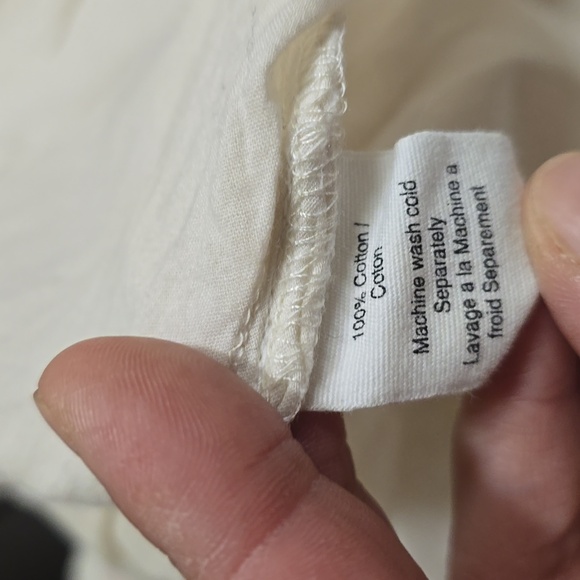 100% Cotton /
Coton
Machine wash cold
Separately
Lavage a la Machine a
froid Separement